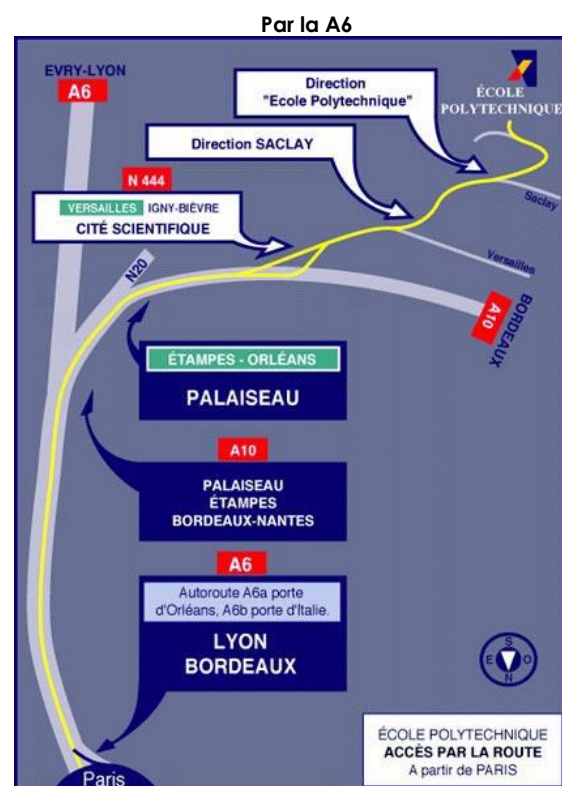 Par la A6
EVRY-LYON
A6
Direction
"Ecole Polytechnique"
ÉCOLE
POLYTECHNIQUE
Direction SACLAY
N 444
VERSAILLES IGNY-BIÈVRE
CITÉ SCIENTIFIQUE
Saclay
Versailles
N20
A10
BORDEAUX
ÉTAMPES - ORLÉANS
PALAISEAU
A10
PALAISEAU
ÉTAMPES
BORDEAUX-NANTES
A6
Autoroute A6a porte
d'Orléans, A6b porte d'Italie.
LYON
BORDEAUX
S
E O
N
ÉCOLE POLYTECHNIQUE
ACCÈS PAR LA ROUTE
A partir de PARIS
Paris